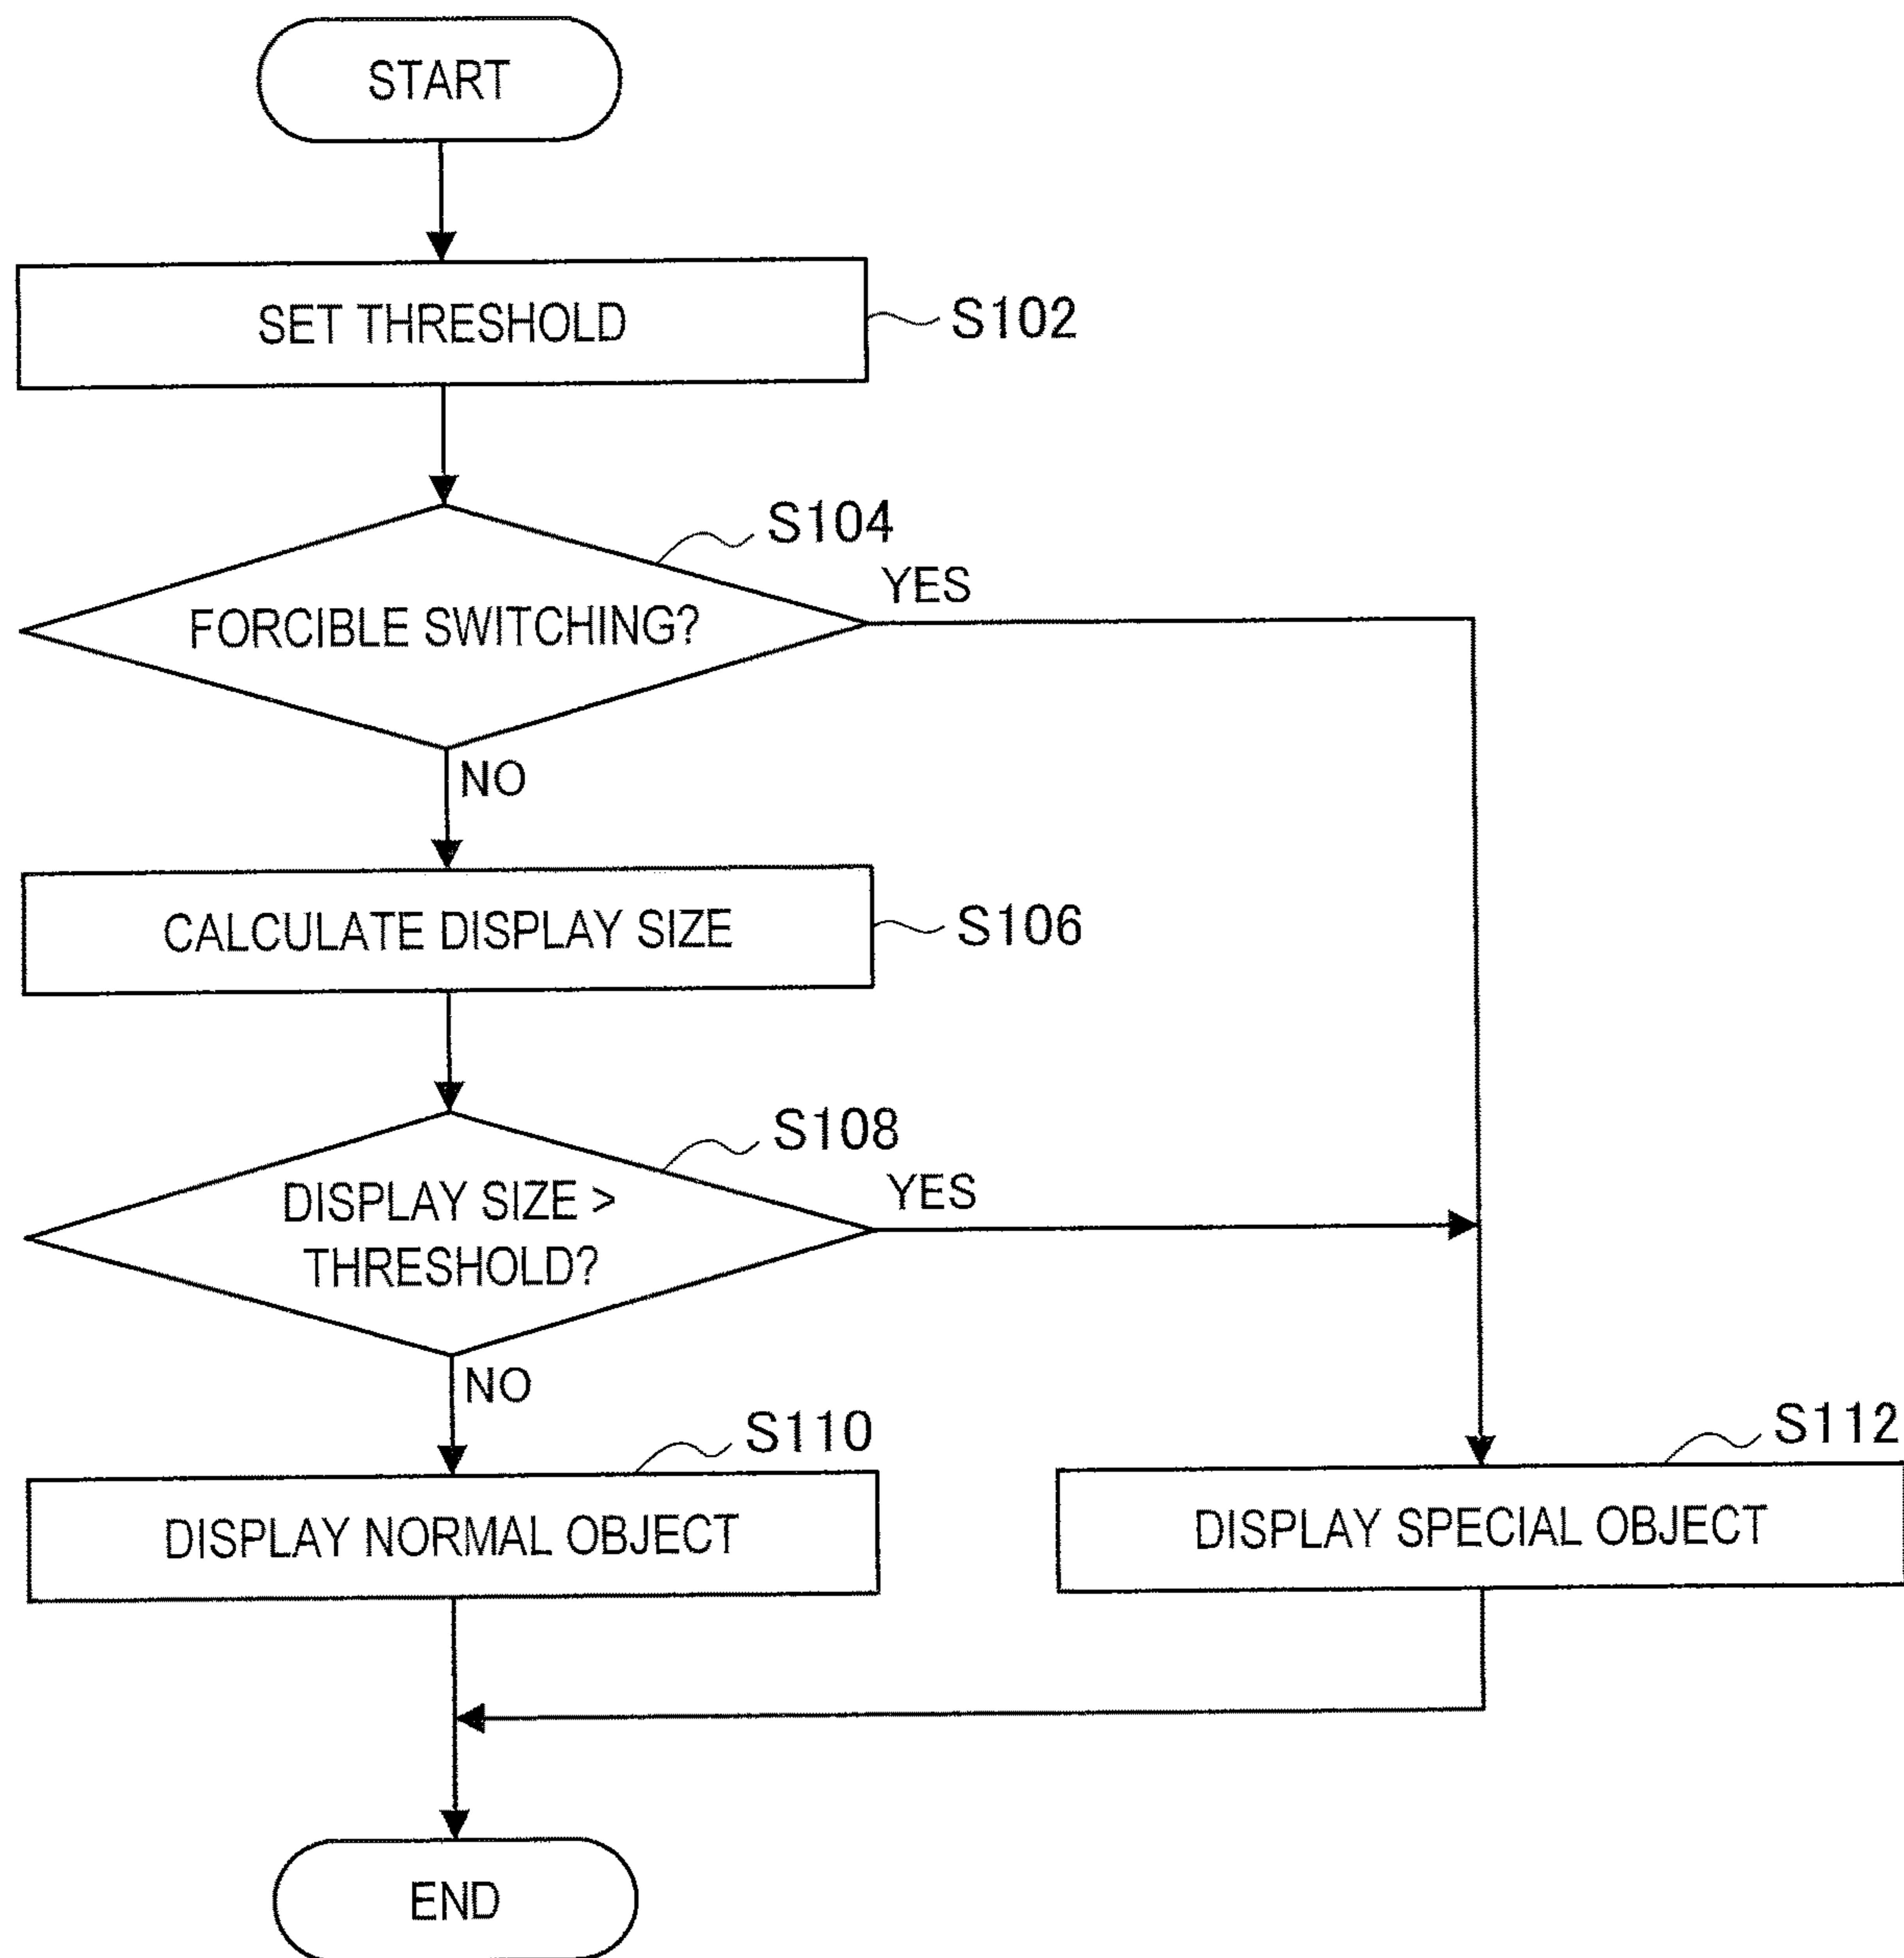 START
SET THRESHOLD
S102
S104
FORCIBLE SWITCHING?
YES
NO
CALCULATE DISPLAY SIZE
S106
S108
DISPLAY SIZE >
THRESHOLD?
YES
NO
S110
DISPLAY NORMAL OBJECT
S112
DISPLAY SPECIAL OBJECT
END